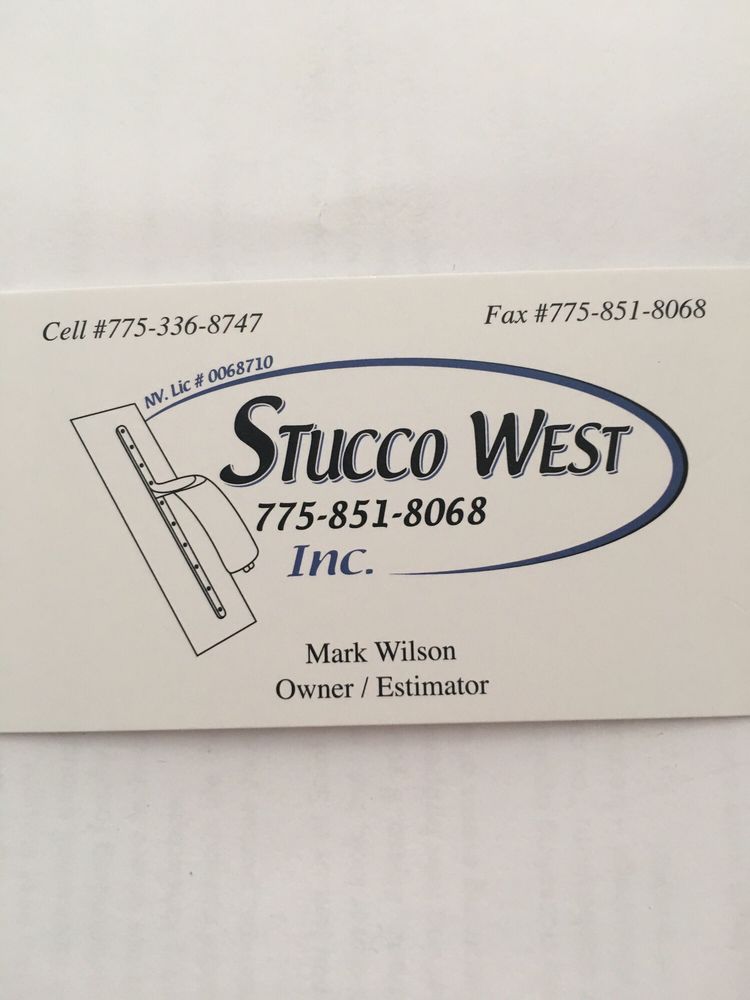 Cell #775-336-8747
Fax #775-851-8068
NV. Lic # 0068710
STUCCO WEST
775-851-8068
Inc.
Mark Wilson
Owner / Estimator